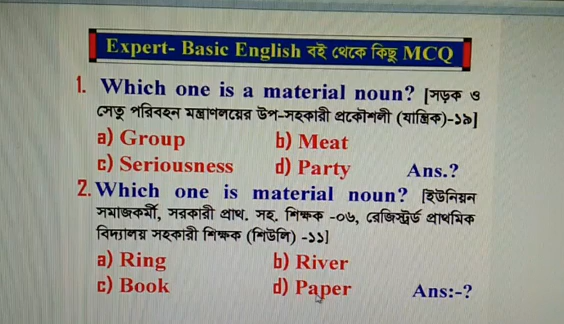 Expert- Basic English বই থেকে কিছু MCQ
1. Which one is a material noun? [সড়ক ও
সেতু পরিবহন মন্ত্রাণলয়ের উপ-সহকারী প্রকৌশলী (যান্ত্রিক)-১৯]
a) Group b) Meat
c) Seriousness d) Party Ans.?
2. Which one is material noun? [ইউনিয়ন
সমাজকর্মী, সরকারী প্রাথ. সহ. শিক্ষক -০৬, রেজিস্ট্রার্ড প্রাথমিক
বিদ্যালয় সহকারী শিক্ষক (শিউলি) -১১]
a) Ring b) River
c) Book d) Paper Ans:-?